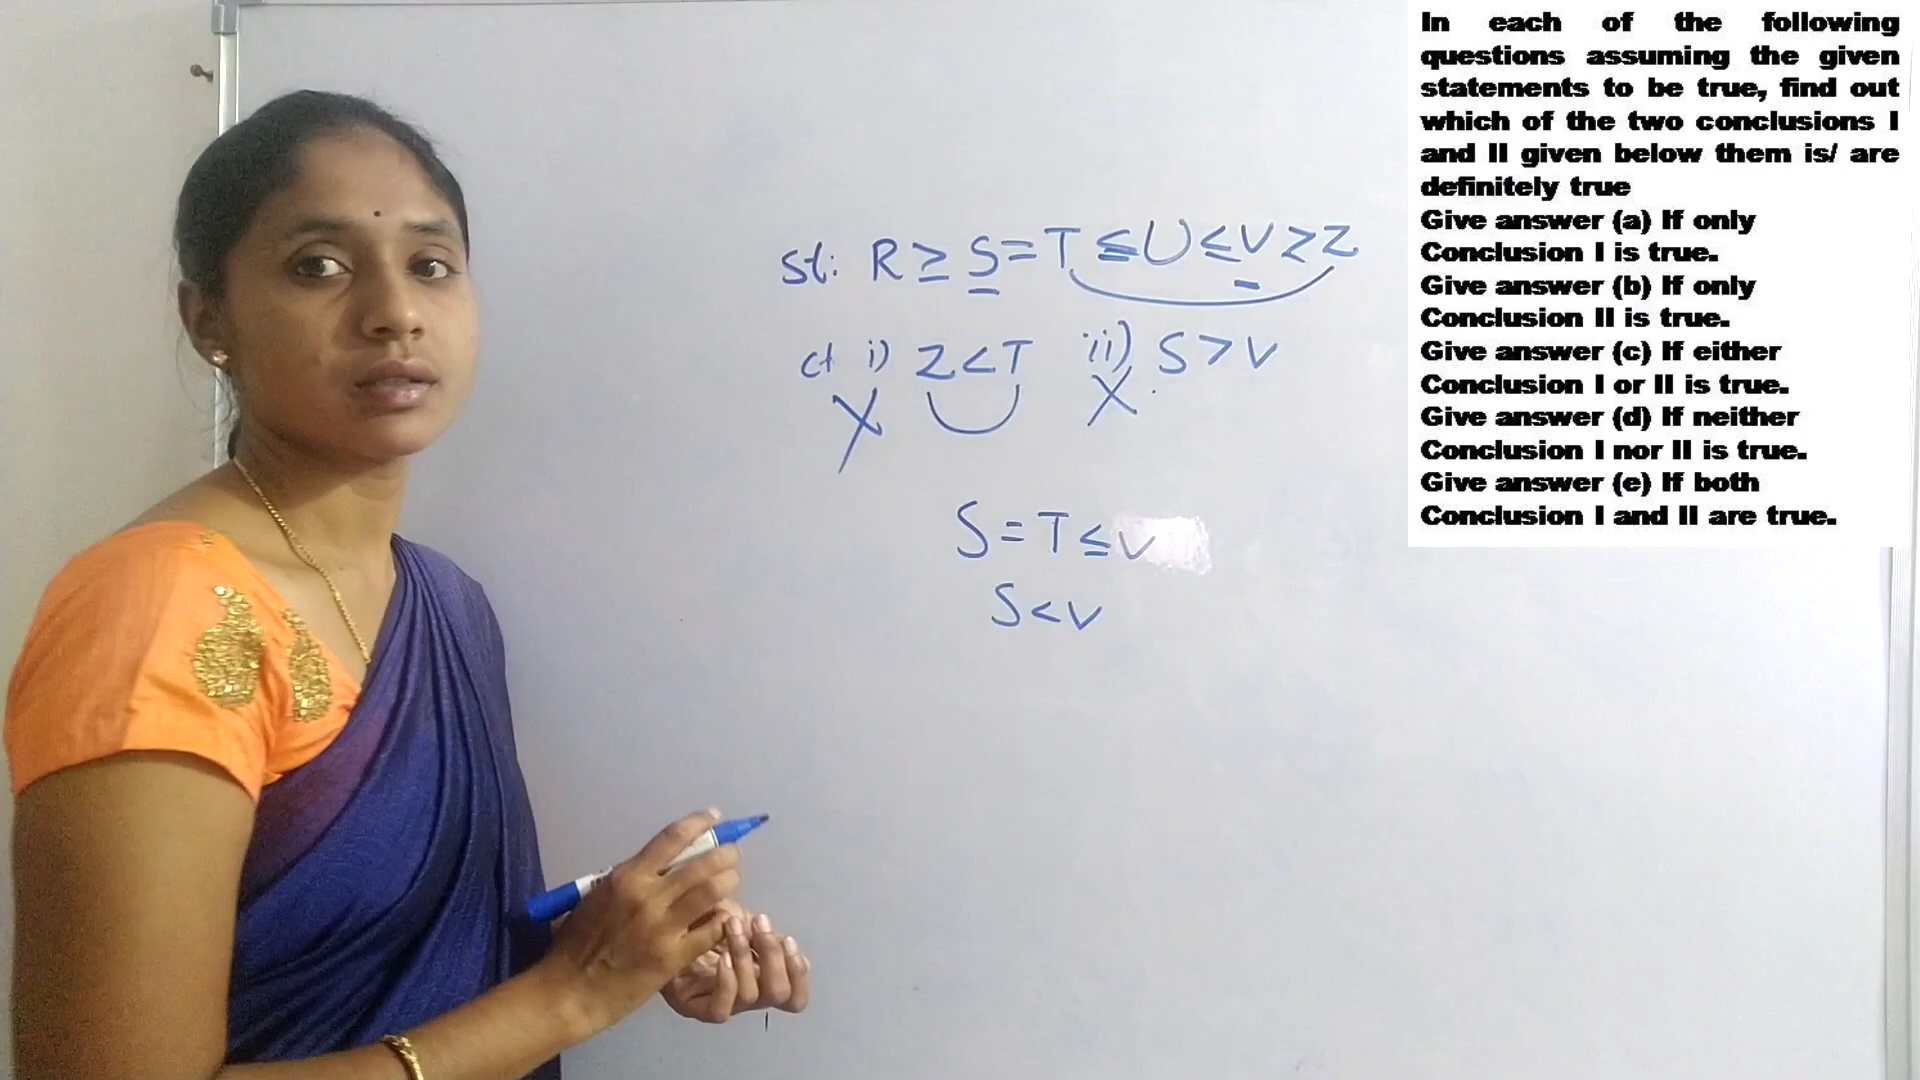 In each of the following
questions assuming the given
statements to be true, find out
which of the two conclusions I
and II given below them is/ are
definitely true
Give answer (a) If only
Conclusion I is true.
Give answer (b) If only
Conclusion II is true.
Give answer (c) If either
Conclusion I or II is true.
Give answer (d) If neither
Conclusion I nor II is true.
Give answer (e) If both
Conclusion I and II are true.
St: R ≥ S = T ≤ U ≤ V ≥ Z
ct i) Z < T ii) S > V
X X
S = T ≤ V
S < V